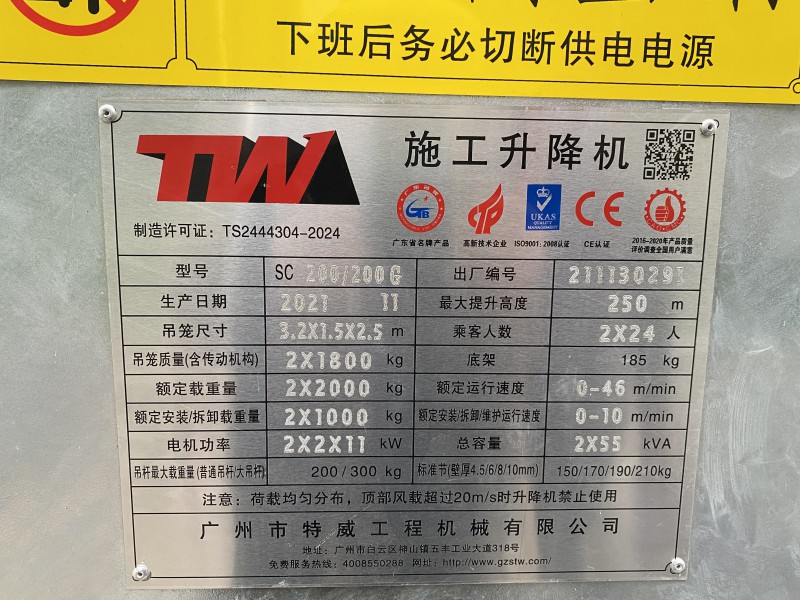 下班后务必切断供电电源
TW
施工升降机
制造许可证：TS2444304-2024
广东省名牌产品 高新技术企业 ISO9001:2008认证 CE认证 2016-2020年产品质量
评价调查全国用户满意
UKAS
QUALITY
MANAGEMENT
CE
型号 SC 200/200G 出厂编号 211130291
生产日期 2021 11 最大提升高度 250 m
吊笼尺寸 3.2X1.5X2.5 m 乘客人数 2X24 人
吊笼质量(含传动机构) 2X1800 kg 底架 185 kg
额定载重量 2X2000 kg 额定运行速度 0-46 m/min
额定安装/拆卸载重量 2X1000 kg 额定安装/拆卸/维护运行速度 0-10 m/min
电机功率 2X2X11 kW 总容量 2X55 kVA
吊杆最大载重量(普通吊杆/大吊杆) 200/300 kg 标准节(壁厚4.5/6/8/10mm) 150/170/190/210kg
注意：荷载均匀分布，顶部风载超过20m/s时升降机禁止使用
广州市特威工程机械有限公司
地址：广州市白云区神山镇五丰工业大道318号
免费服务热线：4008550288 网址：http://www.gzstw.com